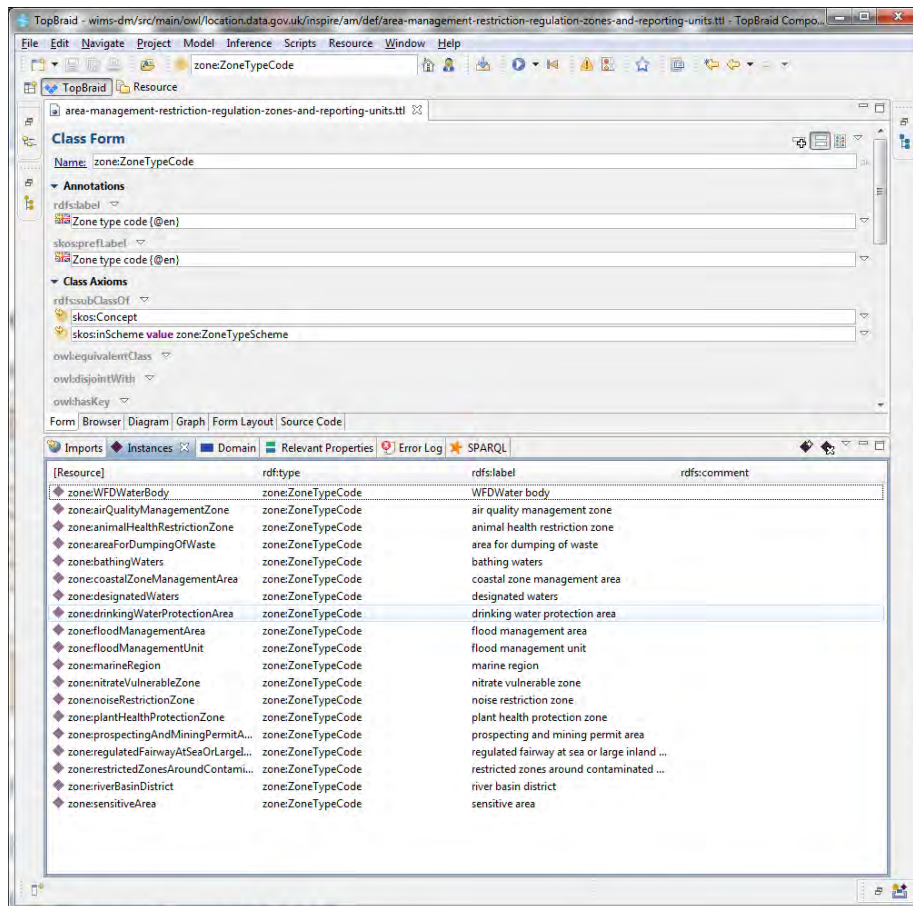 TopBraid - wims-dm/src/main/owl/location.data.gov.uk/inspire/am/def/area-management-restriction-regulation-zones-and-reporting-units.ttl - TopBraid Compo...
File Edit Navigate Project Model Inference Scripts Resource Window Help
zone:ZoneTypeCode
TopBraid Resource
area-management-restriction-regulation-zones-and-reporting-units.ttl
Class Form
Name: zone:ZoneTypeCode
Annotations
rdfs:label
Zone type code {@en}
skos:prefLabel
Zone type code {@en}
Class Axioms
rdfs:subClassOf
skos:Concept
skos:inScheme value zone:ZoneTypeScheme
owl:equivalentClass
owl:disjointWith
owl:hasKey
Form Browser Diagram Graph Form Layout Source Code
Imports Instances Domain Relevant Properties Error Log SPARQL
[Resource] rdf:type rdfs:label rdfs:comment
zone:WFDWaterBody zone:ZoneTypeCode WFDWater body
zone:airQualityManagementZone zone:ZoneTypeCode air quality management zone
zone:animalHealthRestrictionZone zone:ZoneTypeCode animal health restriction zone
zone:areaForDumpingOfWaste zone:ZoneTypeCode area for dumping of waste
zone:bathingWaters zone:ZoneTypeCode bathing waters
zone:coastalZoneManagementArea zone:ZoneTypeCode coastal zone management area
zone:designatedWaters zone:ZoneTypeCode designated waters
zone:drinkingWaterProtectionArea zone:ZoneTypeCode drinking water protection area
zone:floodManagementArea zone:ZoneTypeCode flood management area
zone:floodManagementUnit zone:ZoneTypeCode flood management unit
zone:marineRegion zone:ZoneTypeCode marine region
zone:nitrateVulnerableZone zone:ZoneTypeCode nitrate vulnerable zone
zone:noiseRestrictionZone zone:ZoneTypeCode noise restriction zone
zone:plantHealthProtectionZone zone:ZoneTypeCode plant health protection zone
zone:prospectingAndMiningPermitA... zone:ZoneTypeCode prospecting and mining permit area
zone:regulatedFairwayAtSeaOrLargeI... zone:ZoneTypeCode regulated fairway at sea or large inland ...
zone:restrictedZonesAroundContami... zone:ZoneTypeCode restricted zones around contaminated ...
zone:riverBasinDistrict zone:ZoneTypeCode river basin district
zone:sensitiveArea zone:ZoneTypeCode sensitive area